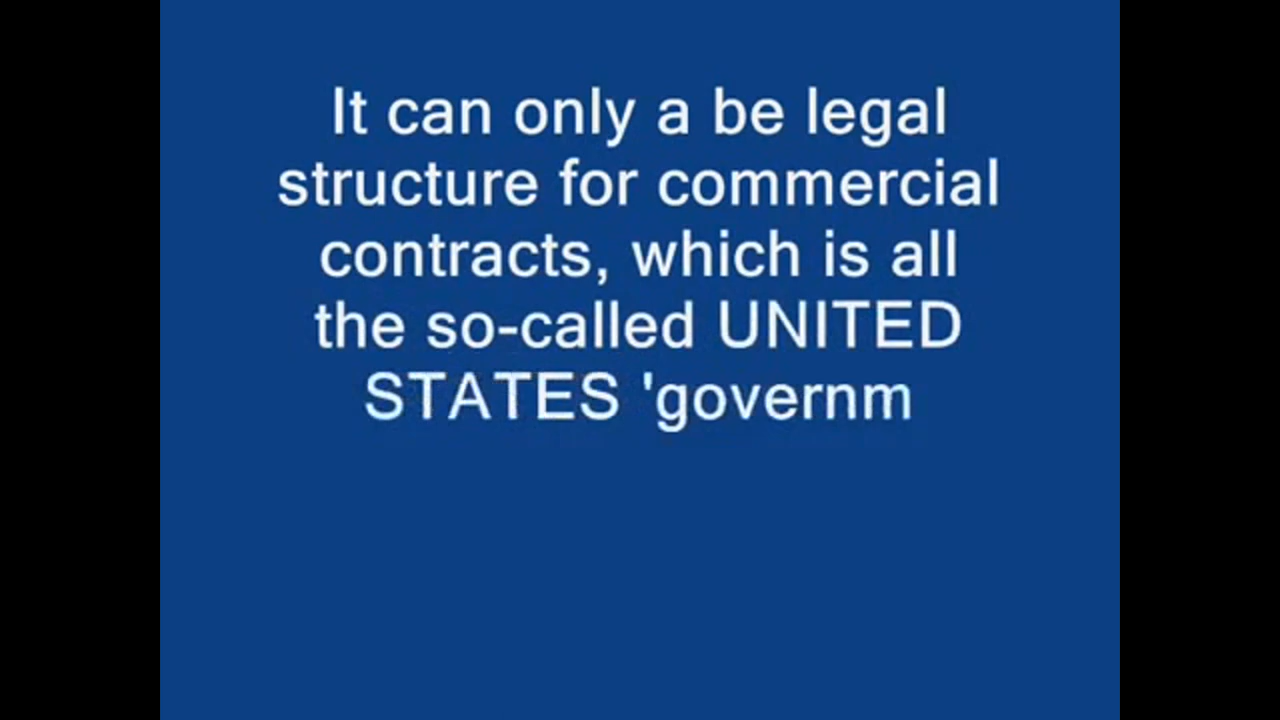 It can only a be legal
structure for commercial
contracts, which is all
the so-called UNITED
STATES 'governm